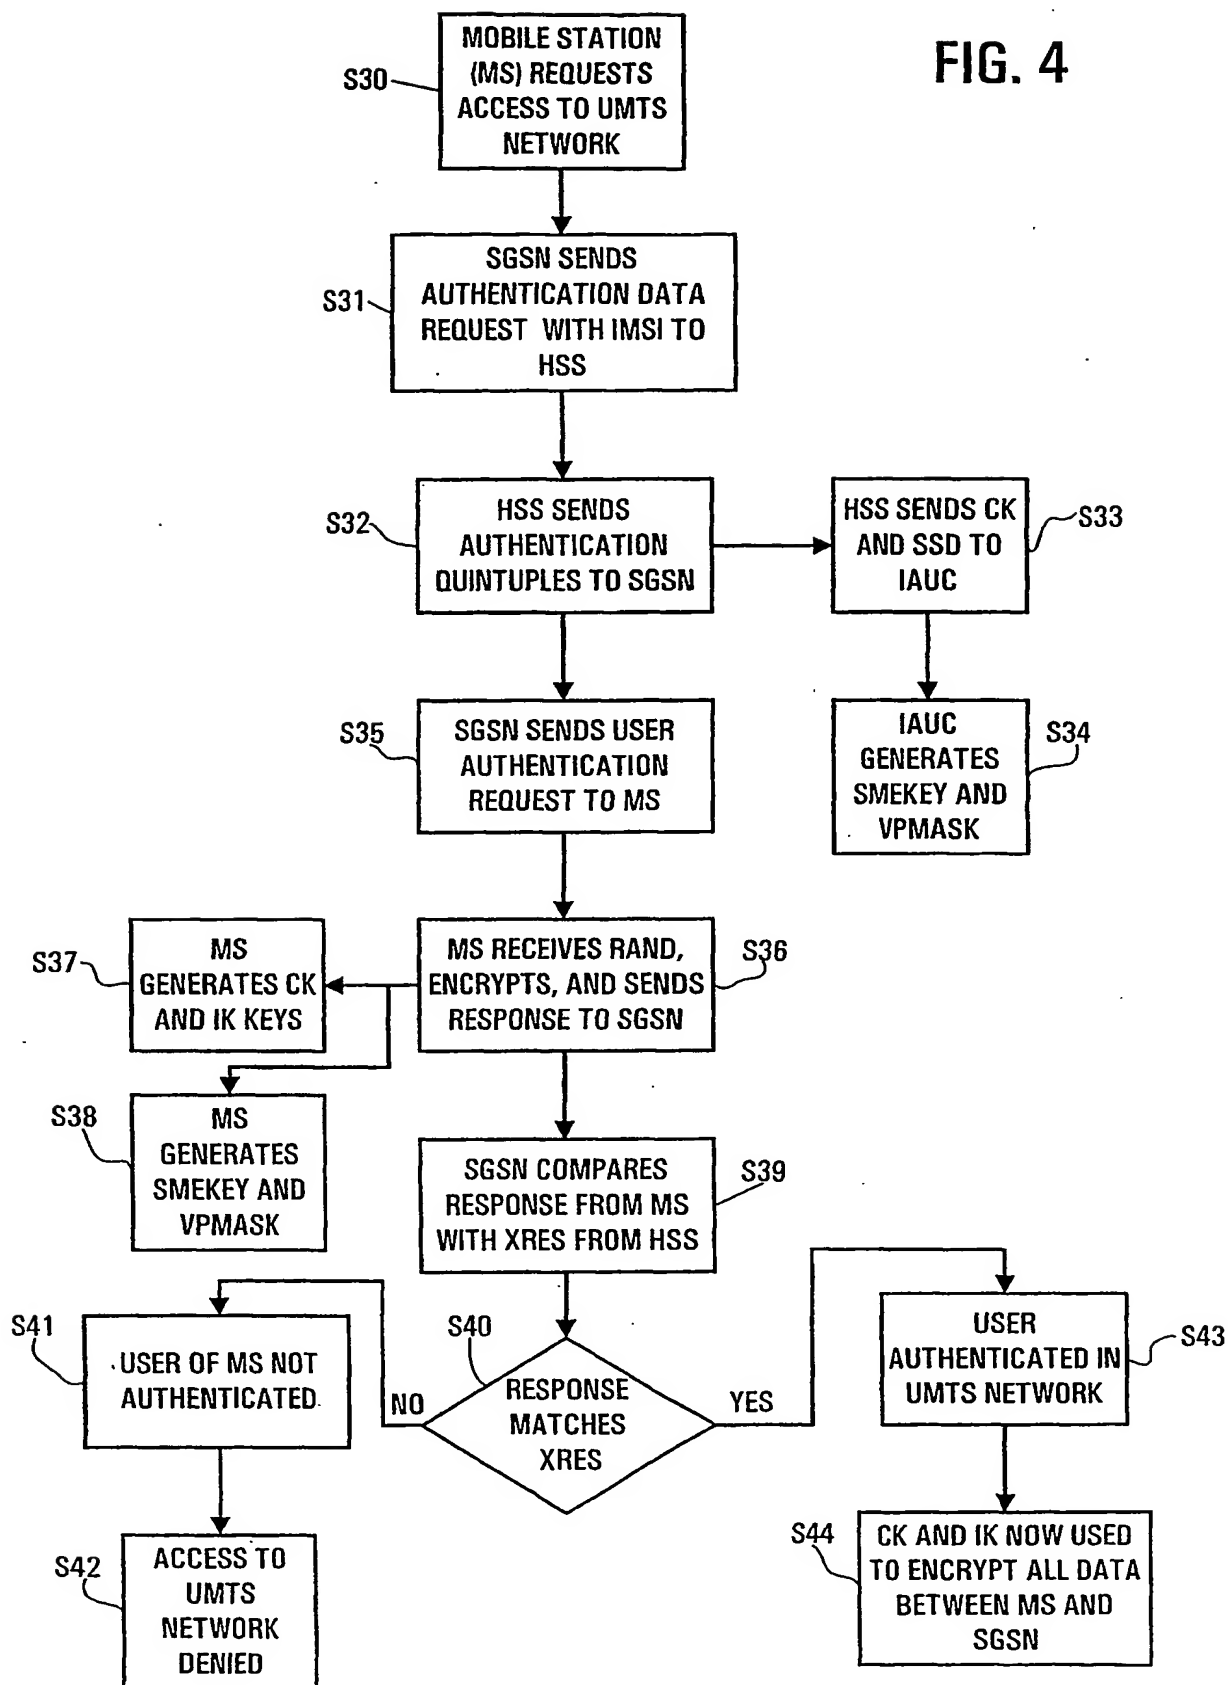 FIG. 4
S30
MOBILE STATION
(MS) REQUESTS
ACCESS TO UMTS
NETWORK
S31
SGSN SENDS
AUTHENTICATION DATA
REQUEST WITH IMSI TO
HSS
S32
HSS SENDS
AUTHENTICATION
QUINTUPLES TO SGSN
HSS SENDS CK
AND SSD TO
IAUC
S33
S35
SGSN SENDS USER
AUTHENTICATION
REQUEST TO MS
IAUC
GENERATES
SMEKEY AND
VPMASK
S34
S37
MS
GENERATES CK
AND IK KEYS
MS RECEIVES RAND,
ENCRYPTS, AND SENDS
RESPONSE TO SGSN
S36
S38
MS
GENERATES
SMEKEY AND
VPMASK
SGSN COMPARES
RESPONSE FROM MS
WITH XRES FROM HSS
S39
S41
USER OF MS NOT
AUTHENTICATED.
S40
NO
RESPONSE
MATCHES
XRES
YES
USER
AUTHENTICATED IN
UMTS NETWORK
S43
S42
ACCESS TO
UMTS
NETWORK
DENIED
S44
CK AND IK NOW USED
TO ENCRYPT ALL DATA
BETWEEN MS AND
SGSN